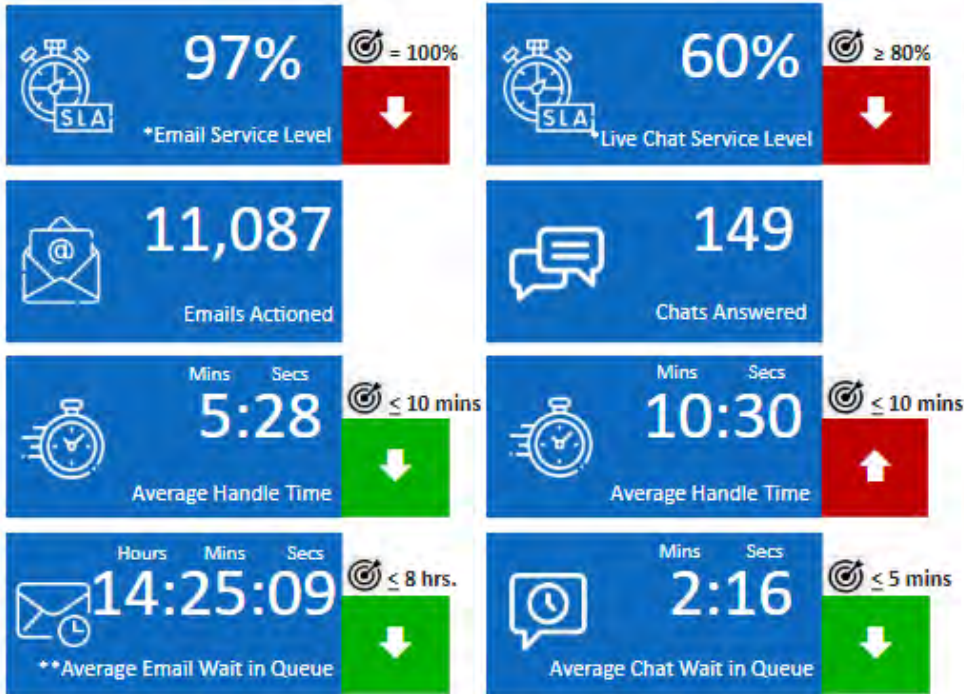 97%
= 100%
SLA
*Email Service Level
60%
≥ 80%
SLA
*Live Chat Service Level
@
11,087
Emails Actioned
149
Chats Answered
Mins Secs
5:28
≤ 10 mins
Average Handle Time
Mins Secs
10:30
≤ 10 mins
Average Handle Time
Hours Mins Secs
14:25:09
≤ 8 hrs.
**Average Email Wait in Queue
Mins Secs
2:16
≤ 5 mins
Average Chat Wait in Queue